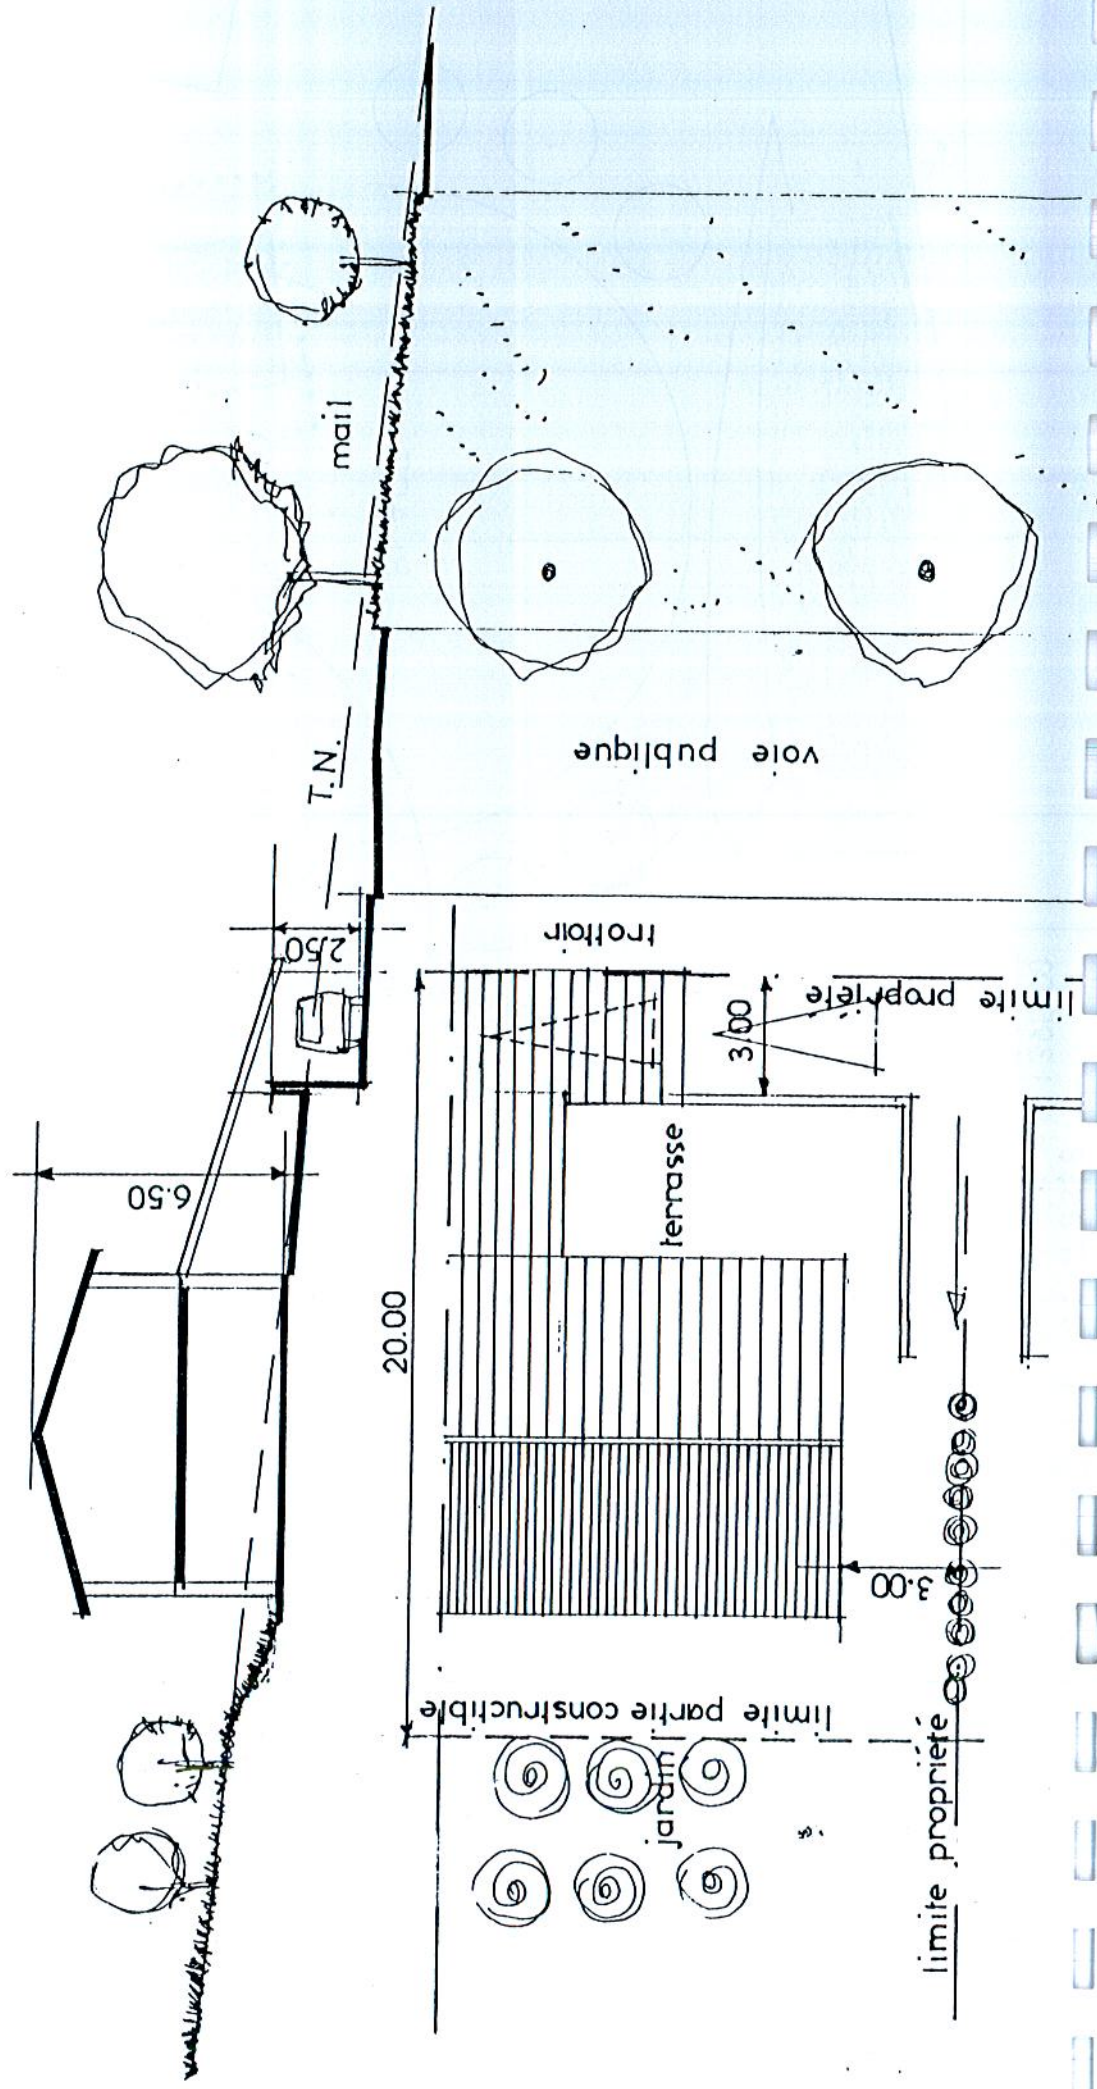 6.50
mail
T.N.
2.50
20.00
trottoir
voie publique
3.00
limite propriété
terrasse
3.00
limite partie constructible
jardin
limite propriété